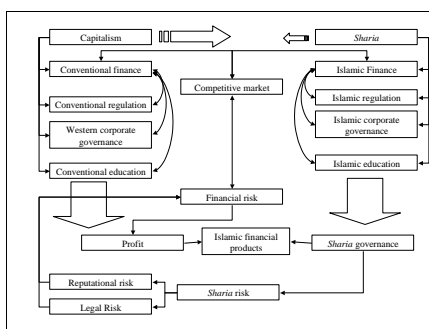 Capitalism
Sharia
Conventional finance
Islamic Finance
Competitive market
Conventional regulation
Islamic regulation
Western corporate
governance
Islamic corporate
governance
Conventional education
Islamic education
Financial risk
Profit
Islamic financial
products
Sharia governance
Reputational risk
Sharia risk
Legal Risk